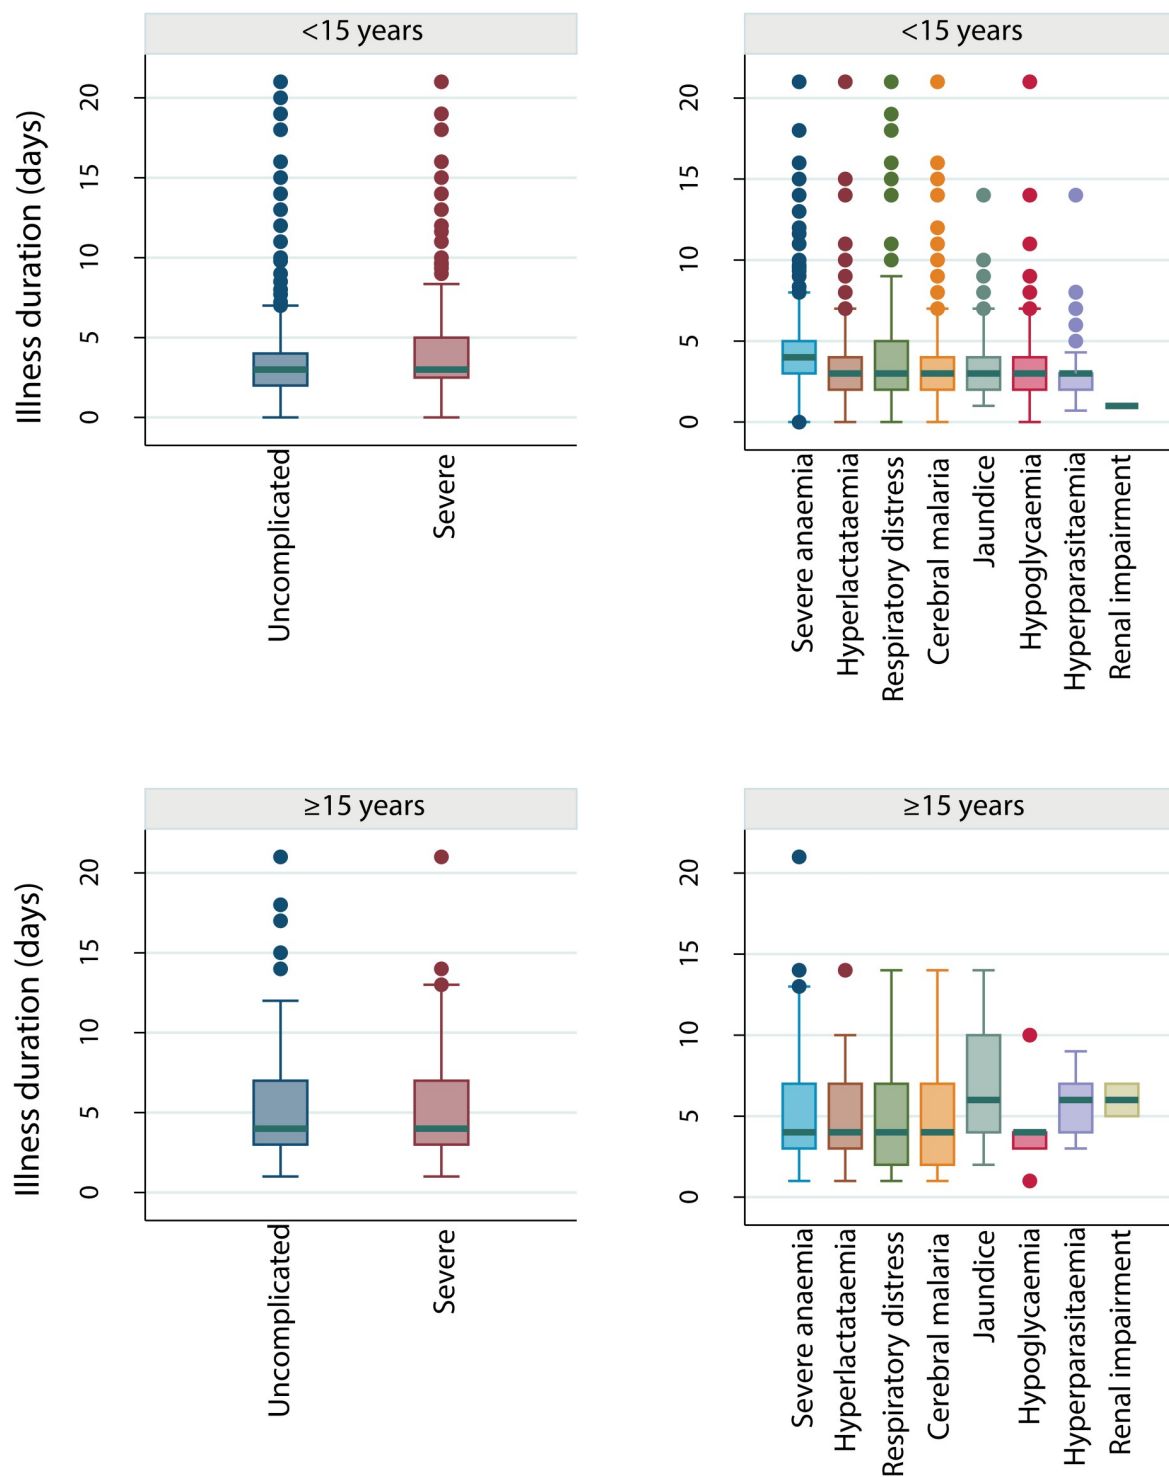 <15 years
Illness duration (days)
20
15
10
5
0
Uncomplicated
Severe
<15 years
20
15
10
5
0
Severe anaemia
Hyperlactataemia
Respiratory distress
Cerebral malaria
Jaundice
Hypoglycaemia
Hyperparasitaemia
Renal impairment
≥15 years
Illness duration (days)
20
15
10
5
0
Uncomplicated
Severe
≥15 years
20
15
10
5
0
Severe anaemia
Hyperlactataemia
Respiratory distress
Cerebral malaria
Jaundice
Hypoglycaemia
Hyperparasitaemia
Renal impairment